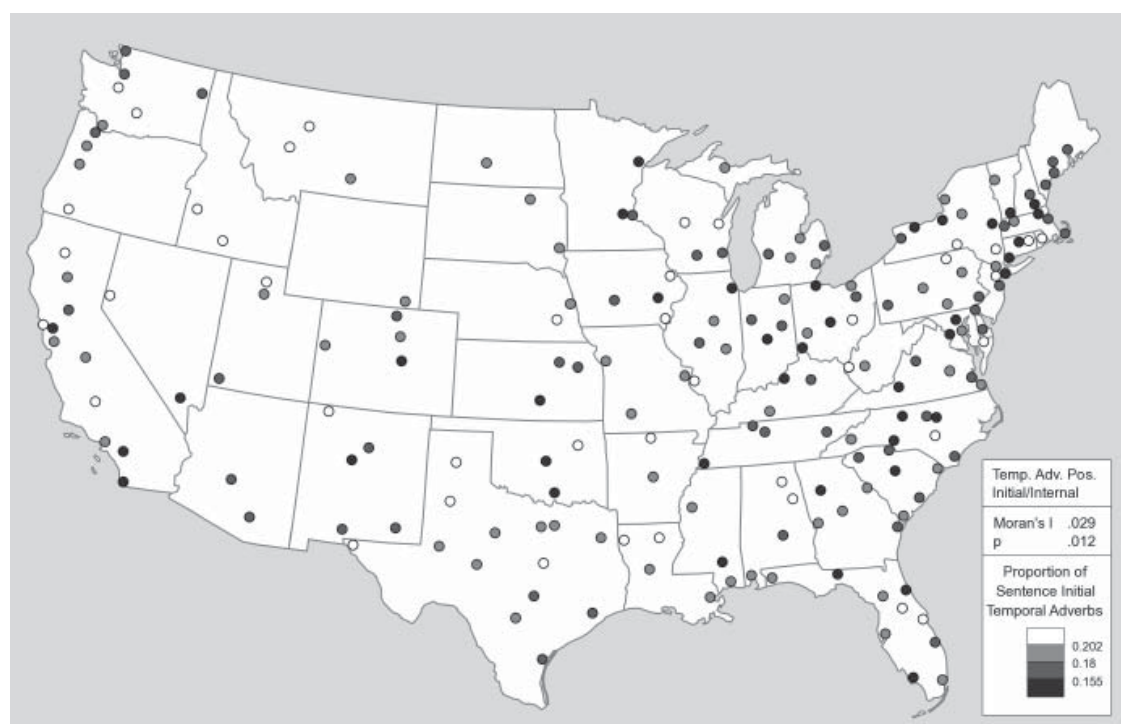 Temp. Adv. Pos.
Initial/Internal
Moran's I .029
p .012
Proportion of
Sentence Initial
Temporal Adverbs
0.202
0.18
0.155